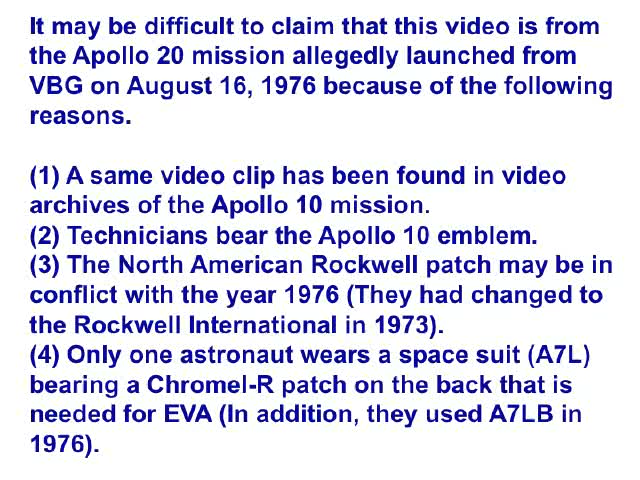 It may be difficult to claim that this video is from
the Apollo 20 mission allegedly launched from
VBG on August 16, 1976 because of the following
reasons.
(1) A same video clip has been found in video
archives of the Apollo 10 mission.
(2) Technicians bear the Apollo 10 emblem.
(3) The North American Rockwell patch may be in
conflict with the year 1976 (They had changed to
the Rockwell International in 1973).
(4) Only one astronaut wears a space suit (A7L)
bearing a Chromel-R patch on the back that is
needed for EVA (In addition, they used A7LB in
1976).